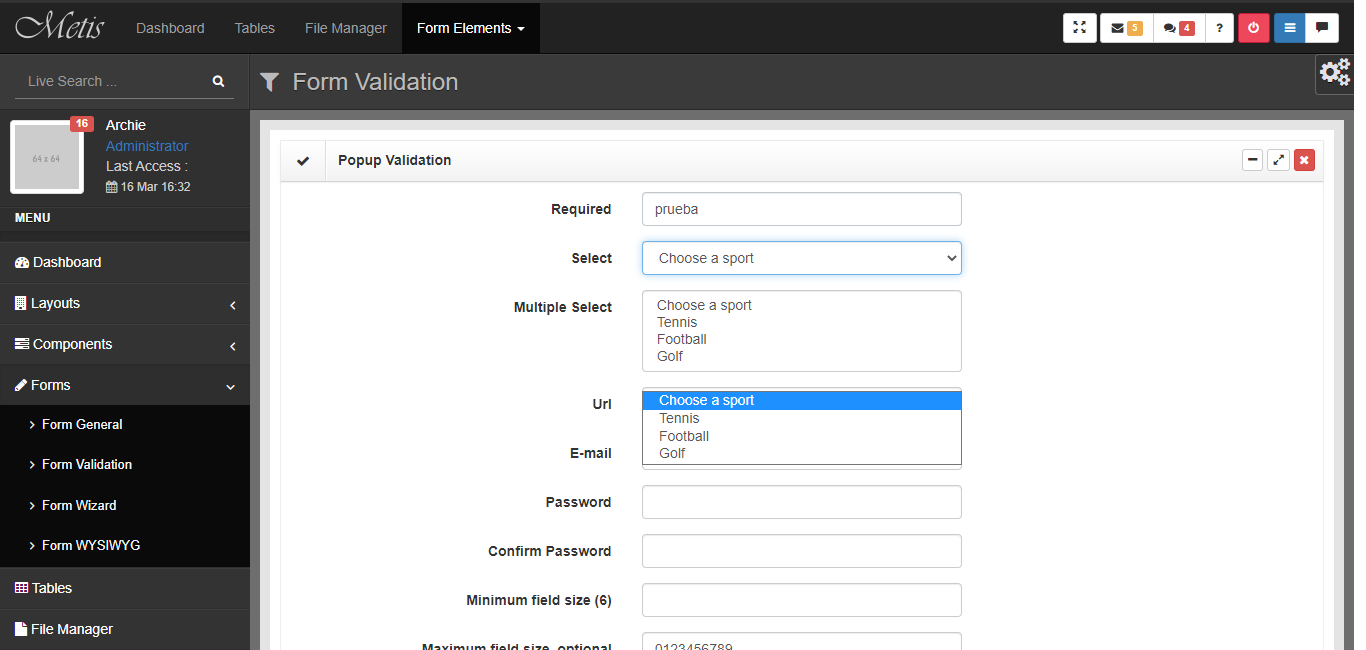 Metis Dashboard Tables File Manager Form Elements 5 4 ?
Live Search ...
Form Validation
64 x 64
16
Archie
Administrator
Last Access :
16 Mar 16:32
MENU
Dashboard
Layouts
Components
Forms
Form General
Form Validation
Form Wizard
Form WYSIWYG
Tables
File Manager
Popup Validation
Required prueba
Select Choose a sport
Multiple Select Choose a sport
Tennis
Football
Golf
Url
Choose a sport
Tennis
Football
Golf
E-mail
Password
Confirm Password
Minimum field size (6)
Maximum field size, optional 0123456789